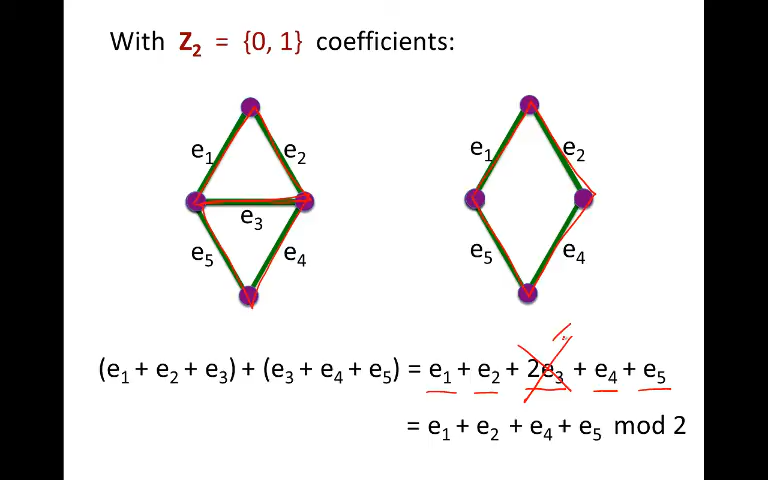 With Z₂ = {0, 1} coefficients:
e₁ e₂ e₁ e₂
e₃
e₅ e₄ e₅ e₄
(e₁ + e₂ + e₃) + (e₃ + e₄ + e₅) = e₁ + e₂ + 2e₃ + e₄ + e₅
= e₁ + e₂ + e₄ + e₅ mod 2